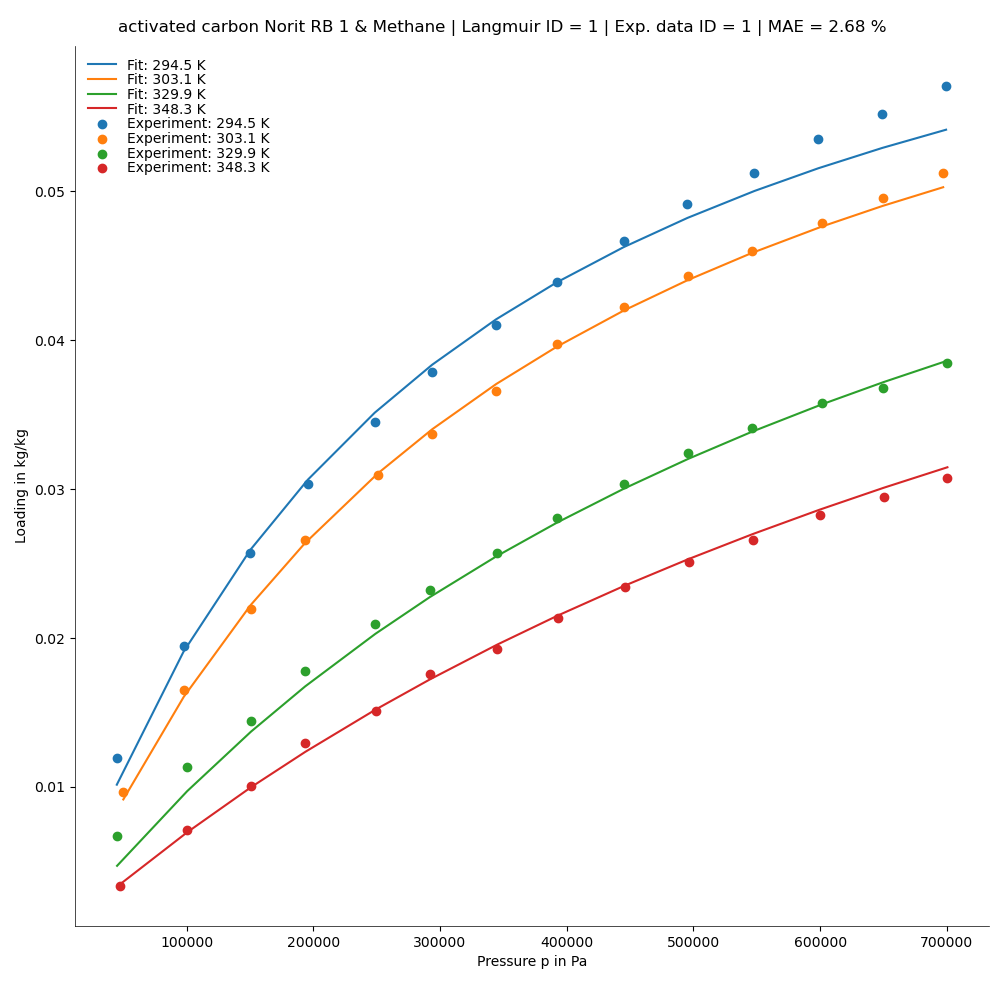 activated carbon Norit RB 1 & Methane | Langmuir ID = 1 | Exp. data ID = 1 | MAE = 2.68 %
Fit: 294.5 K
Fit: 303.1 K
Fit: 329.9 K
Fit: 348.3 K
Experiment: 294.5 K
Experiment: 303.1 K
Experiment: 329.9 K
Experiment: 348.3 K
0.05
0.04
0.03
0.02
0.01
Loading in kg/kg
100000 200000 300000 400000 500000 600000 700000
Pressure p in Pa